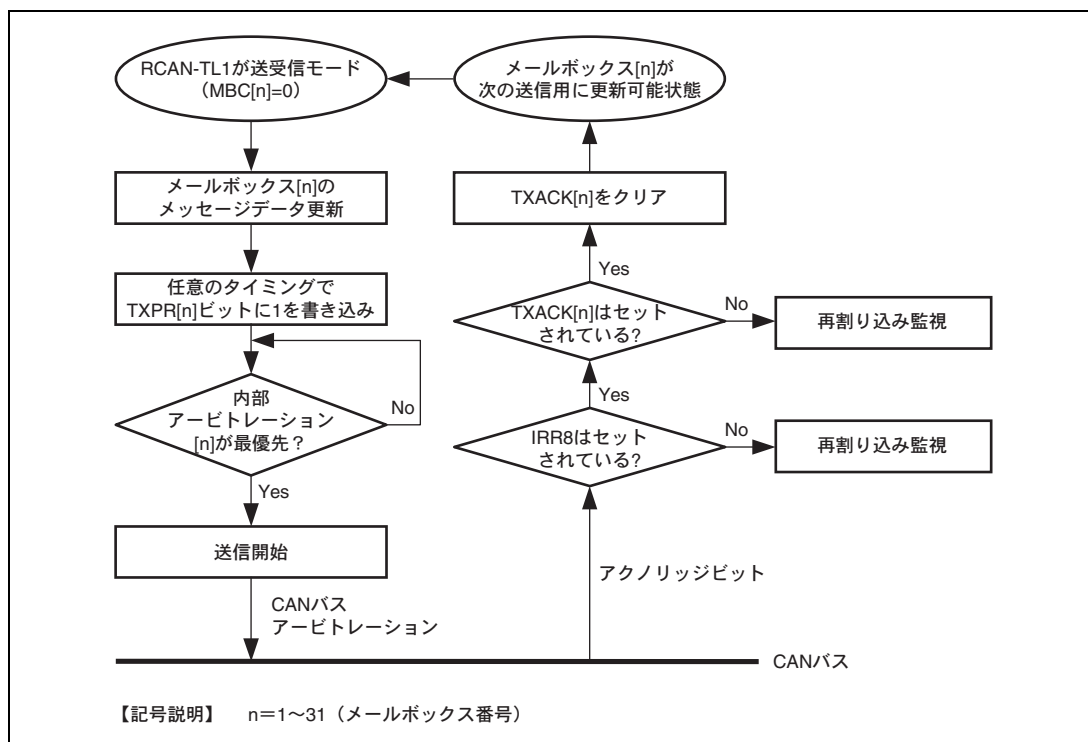 RCAN-TL1が送受信モード
（MBC[n]=0）
メールボックス[n]の
メッセージデータ更新
任意のタイミングで
TXPR[n]ビットに1を書き込み
内部
アービトレーション
[n]が最優先？
No
Yes
送信開始
CANバス
アービトレーション
メールボックス[n]が
次の送信用に更新可能状態
TXACK[n]をクリア
Yes
TXACK[n]はセット
されている?
No
再割り込み監視
Yes
IRR8はセット
されている?
No
再割り込み監視
アクノリッジビット
CANバス
【記号説明】 n＝1～31（メールボックス番号）